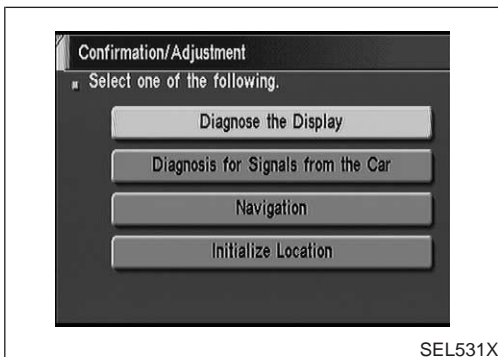 Confirmation/Adjustment
Select one of the following.
Diagnose the Display
Diagnosis for Signals from the Car
Navigation
Initialize Location
SEL531X